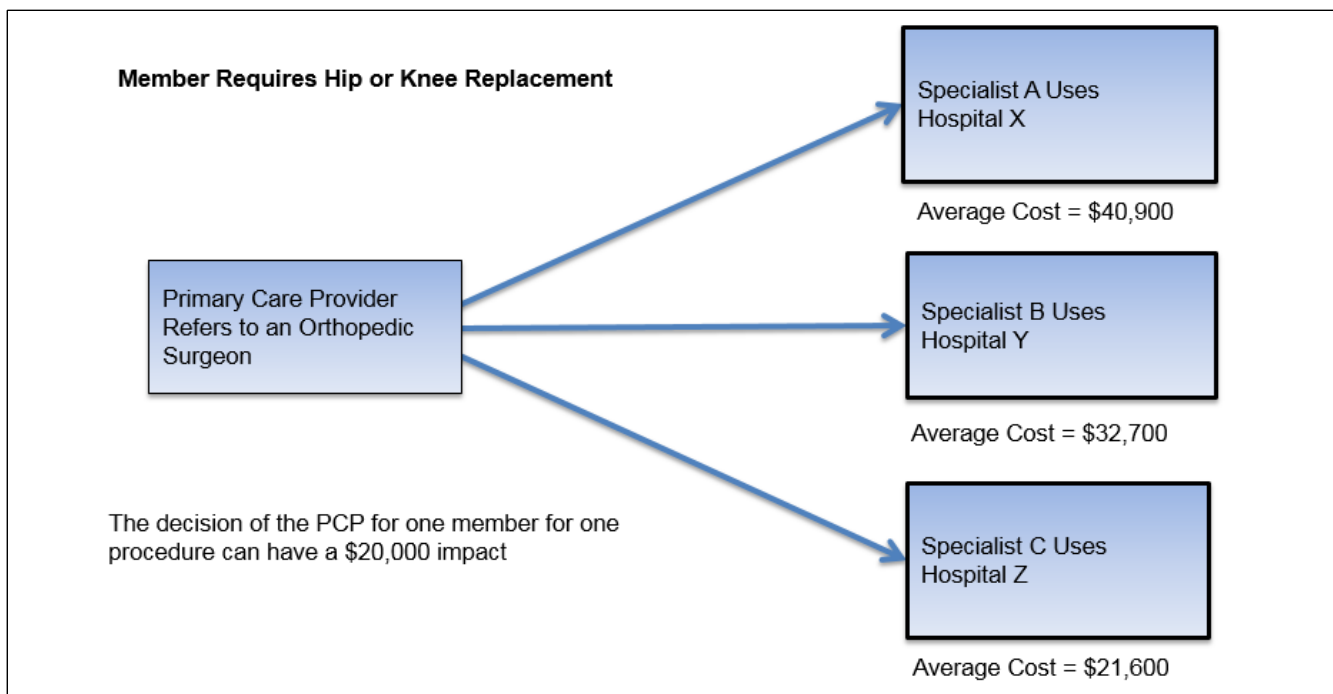 Member Requires Hip or Knee Replacement
Specialist A Uses
Hospital X
Average Cost = $40,900
Primary Care Provider
Refers to an Orthopedic
Surgeon
Specialist B Uses
Hospital Y
Average Cost = $32,700
The decision of the PCP for one member for one
procedure can have a $20,000 impact
Specialist C Uses
Hospital Z
Average Cost = $21,600